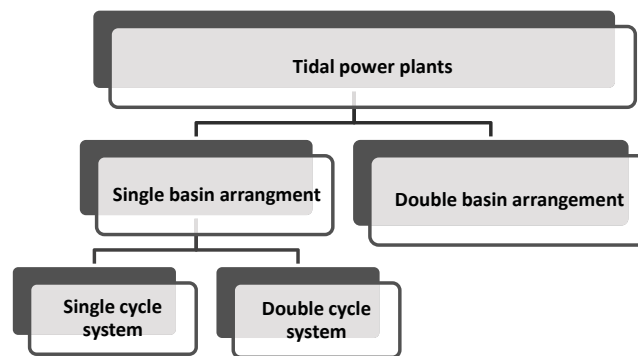 Tidal power plants
Single basin arrangment
Double basin arrangement
Single cycle
system
Double cycle
system